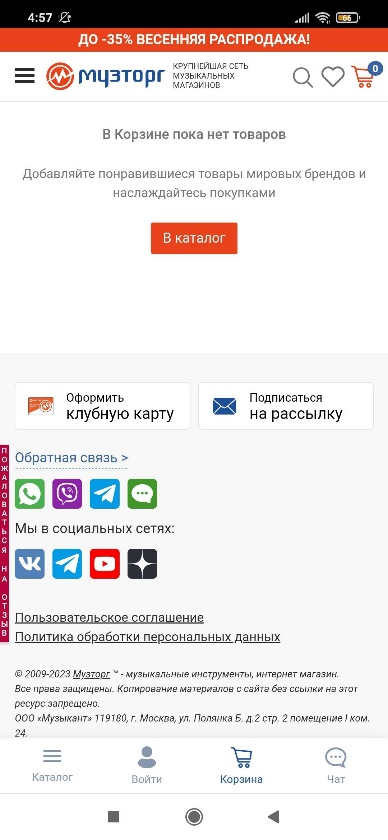 4:57
66
ДО -35% ВЕСЕННЯЯ РАСПРОДАЖА!
музторг
КРУПНЕЙШАЯ СЕТЬ
МУЗЫКАЛЬНЫХ
МАГАЗИНОВ
0
В Корзине пока нет товаров
Добавляйте понравившиеся товары мировых брендов и
наслаждайтесь покупками
В каталог
Оформить
клубную карту
Подписаться
на рассылку
ПОЖАЛОВАТЬСЯ НА ОТЗЫВ
Обратная связь >
Мы в социальных сетях:
Пользовательское соглашение
Политика обработки персональных данных
© 2009-2023 Музторг ™ - музыкальные инструменты, интернет магазин.
Все права защищены. Копирование материалов с сайта без ссылки на этот
ресурс запрещено.
ООО «Музыкант» 119180, г. Москва, ул. Полянка Б. д.2 стр. 2 помещение I ком.
24.
Каталог
Войти
Корзина
Чат